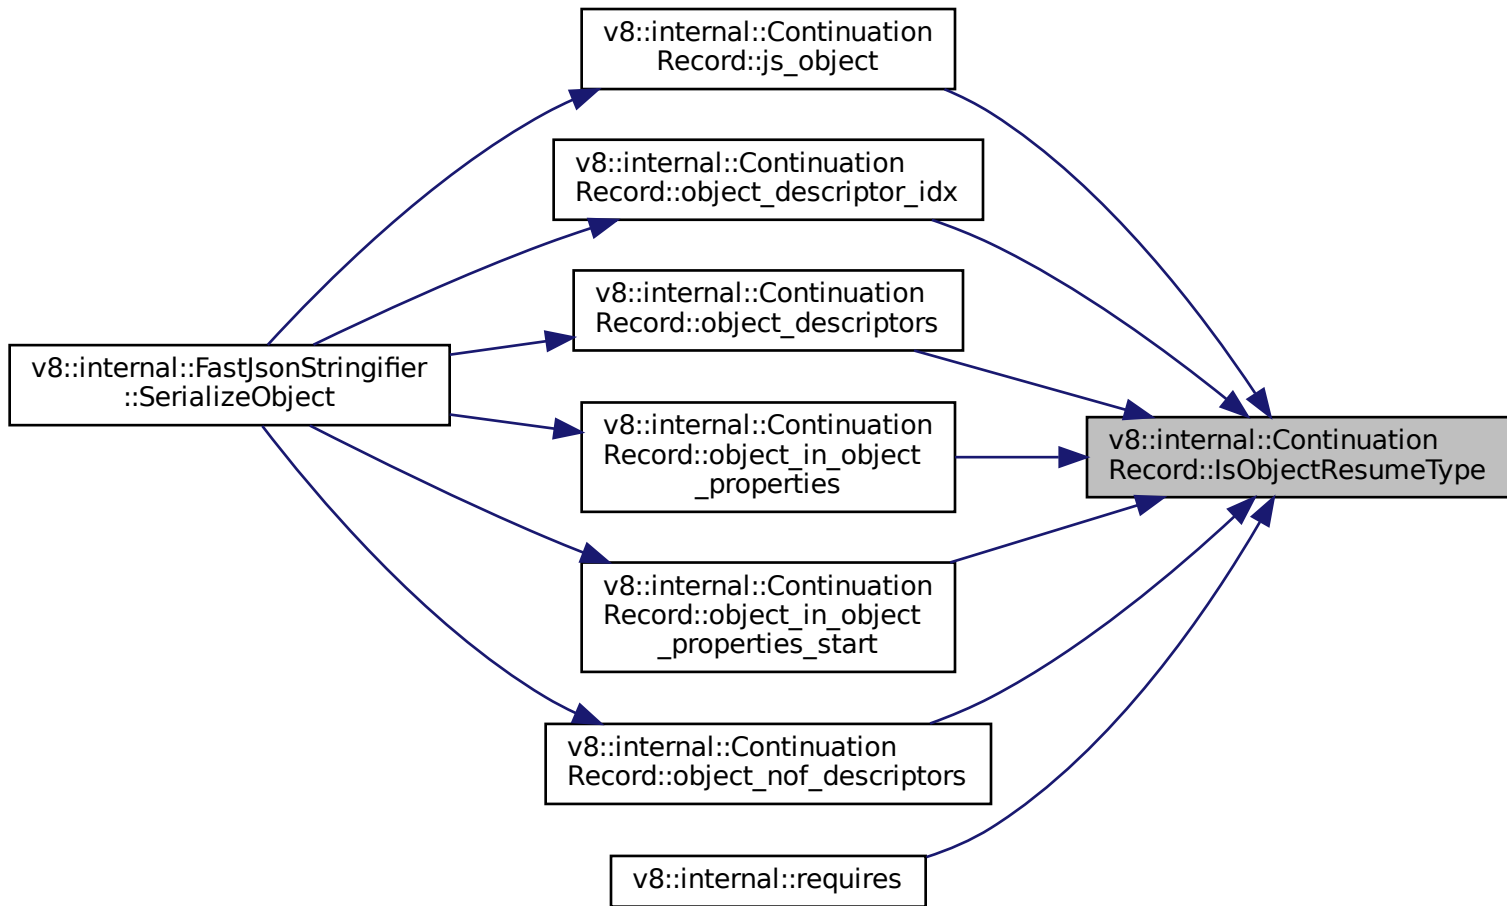 v8::internal::Continuation
Record::js_object
v8::internal::Continuation
Record::object_descriptor_idx
v8::internal::Continuation
Record::object_descriptors
v8::internal::FastJsonStringifier
::SerializeObject
v8::internal::Continuation
Record::object_in_object
_properties
v8::internal::Continuation
Record::IsObjectResumeType
v8::internal::Continuation
Record::object_in_object
_properties_start
v8::internal::Continuation
Record::object_nof_descriptors
v8::internal::requires